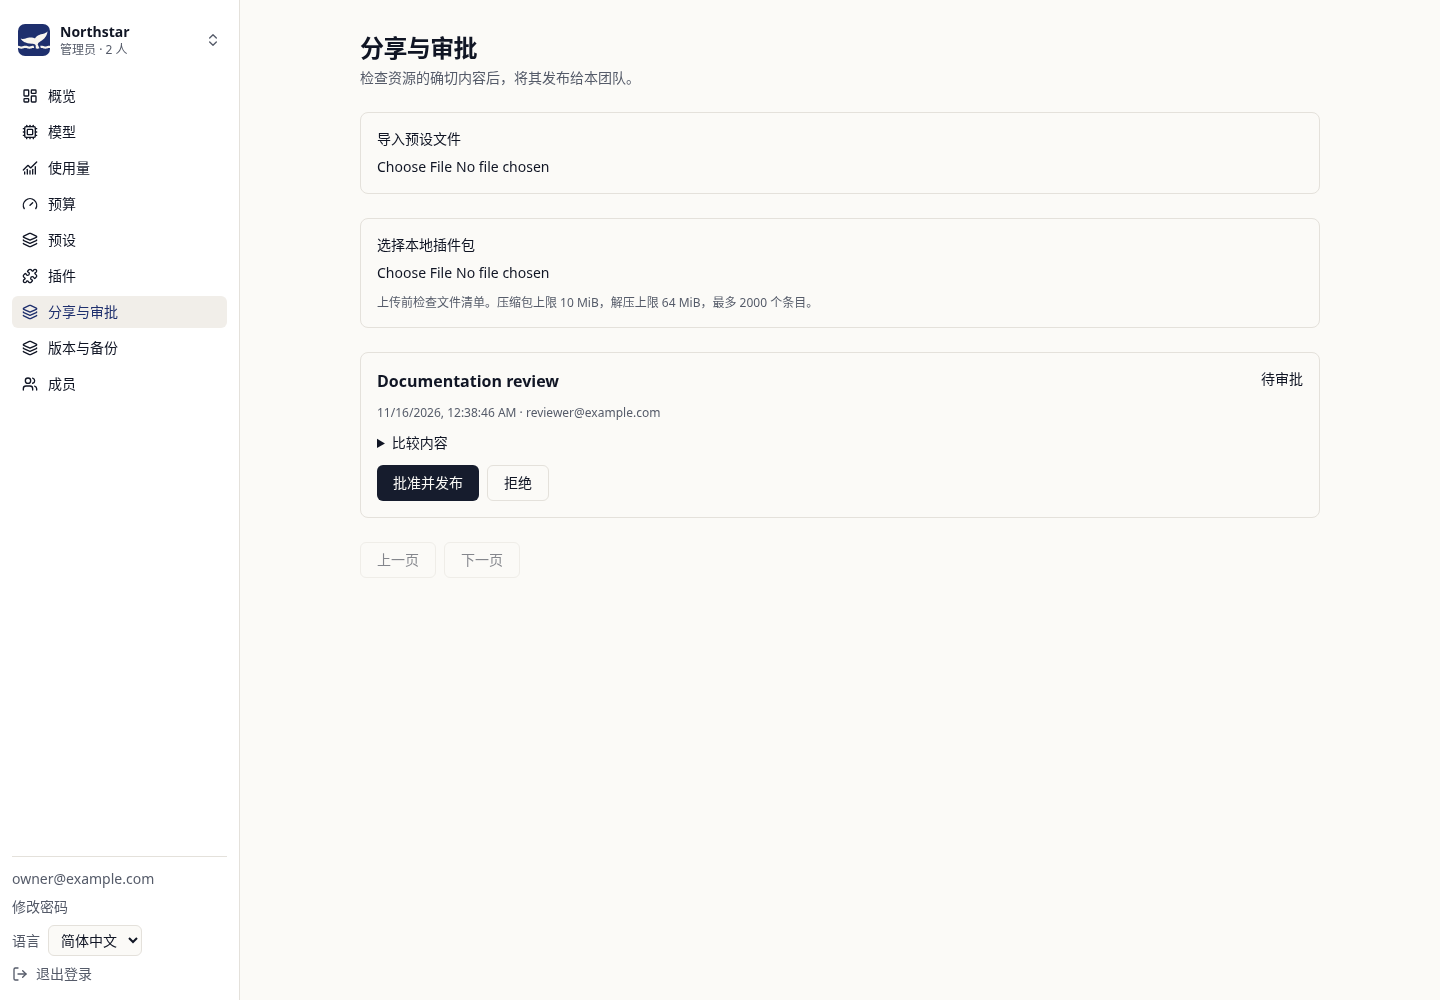 Northstar
管理员 · 2 人
概览
模型
使用量
预算
预设
插件
分享与审批
版本与备份
成员
owner@example.com
修改密码
语言 简体中文
退出登录
分享与审批
检查资源的确切内容后，将其发布给本团队。
导入预设文件
Choose File No file chosen
选择本地插件包
Choose File No file chosen
上传前检查文件清单。压缩包上限 10 MiB，解压上限 64 MiB，最多 2000 个条目。
Documentation review 待审批
11/16/2026, 12:38:46 AM · reviewer@example.com
比较内容
批准并发布 拒绝
上一页 下一页